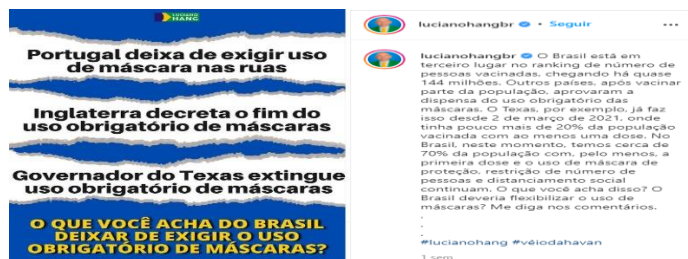 LUCIANO
HANG
Portugal deixa de exigir uso
de máscara nas ruas
Inglaterra decreta o fim do
uso obrigatório de máscaras
Governador do Texas extingue
uso obrigatório de máscaras
O QUE VOCÊ ACHA DO BRASIL
DEIXAR DE EXIGIR O USO
OBRIGATÓRIO DE MÁSCARAS?
lucianohangbr • Seguir ...
lucianohangbr O Brasil está em
terceiro lugar no ranking de número de
pessoas vacinadas, chegando há quase
144 milhões. Outros países, após vacinar
parte da população, aprovaram a
dispensa do uso obrigatório das
máscaras. O Texas, por exemplo, já faz
isso desde 2 de março de 2021, onde
tinha pouco mais de 20% da população
vacinada com ao menos uma dose. No
Brasil, neste momento, temos cerca de
70% da população com, pelo menos, a
primeira dose e o uso de máscara de
proteção, restrição de número de
pessoas e distanciamento social
continuam. O que você acha disso? O
Brasil deveria flexibilizar o uso de
máscaras? Me diga nos comentários.
.
.
.
#lucianohang #véiodahavan
1 sem